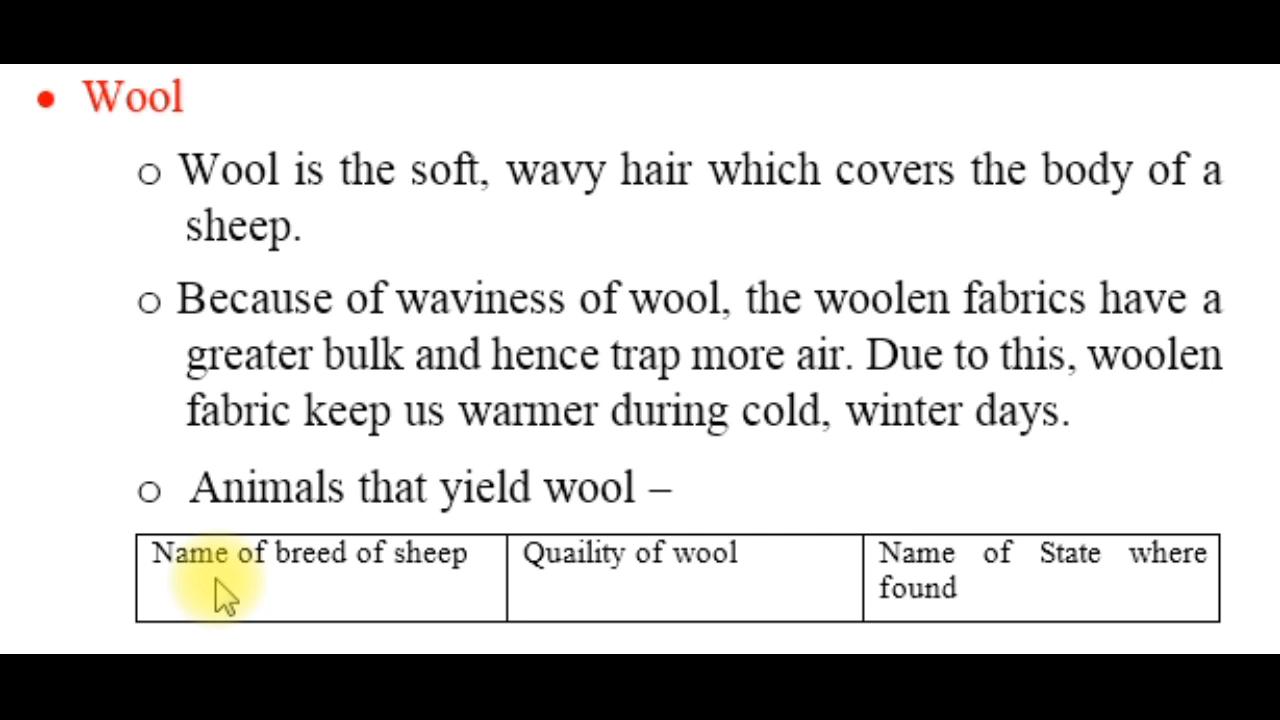 • Wool
o Wool is the soft, wavy hair which covers the body of a
sheep.
o Because of waviness of wool, the woolen fabrics have a
greater bulk and hence trap more air. Due to this, woolen
fabric keep us warmer during cold, winter days.
o Animals that yield wool –
Name of breed of sheep
Quaility of wool
Name of State where
found